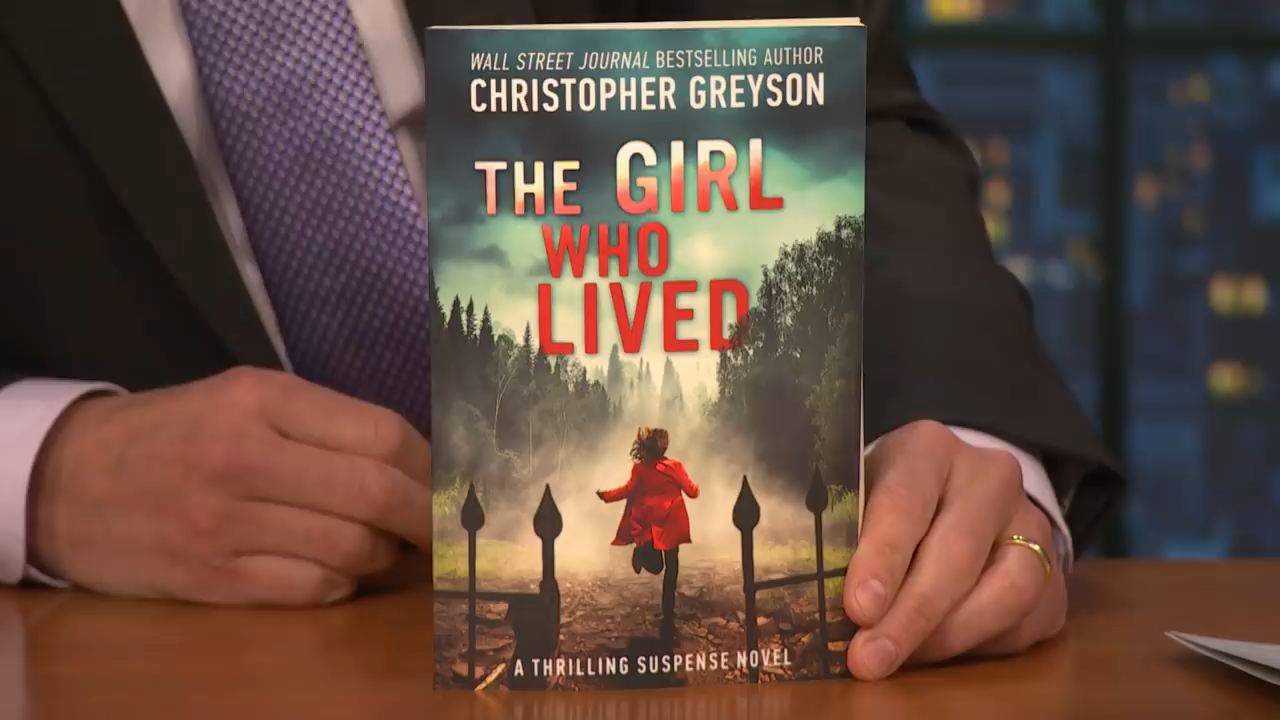 WALL STREET JOURNAL BESTSELLING AUTHOR
CHRISTOPHER GREYSON
THE GIRL
WHO
LIVED
A THRILLING SUSPENSE NOVEL